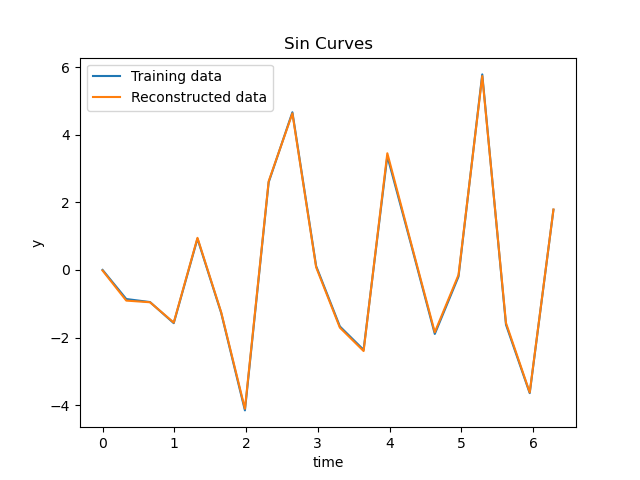 Sin Curves
Training data
Reconstructed data
6
4
2
0
−2
−4
y
0 1 2 3 4 5 6
time